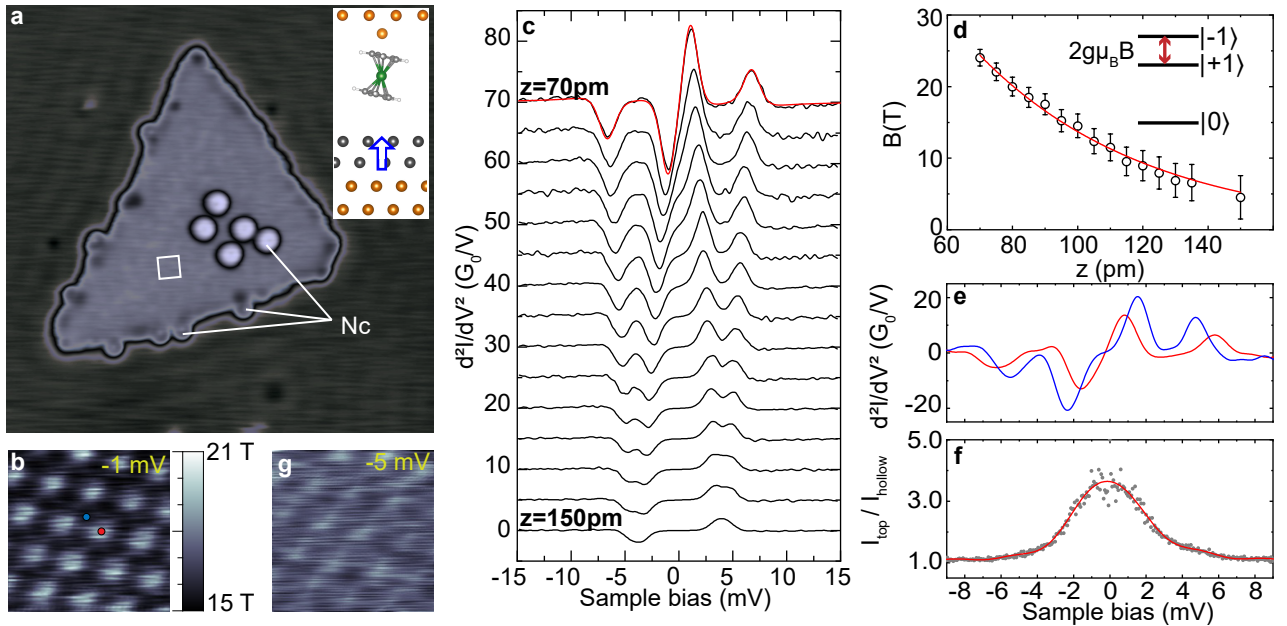 a
Nc
b
-1 mV
21 T
15 T
g
-5 mV
c
z=70pm
z=150pm
d²I/dV² (G₀/V)
80
70
60
50
40
30
20
10
0
-15
-10
-5
0
5
10
15
Sample bias (mV)
d
2gμ_BB
|-1⟩
|+1⟩
|0⟩
B(T)
30
20
10
0
60
80
100
120
140
160
z (pm)
e
d²I/dV² (G₀/V)
20
0
-20
f
I_top / I_hollow
5.0
3.0
1.0
-8
-6
-4
-2
0
2
4
6
8
Sample bias (mV)